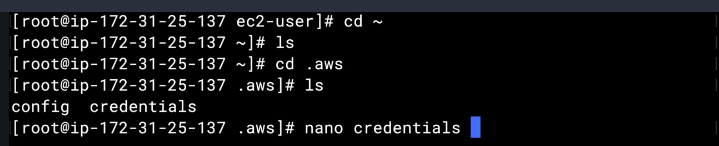 [root@ip-172-31-25-137 ec2-user]# cd ~
[root@ip-172-31-25-137 ~]# ls
[root@ip-172-31-25-137 ~]# cd .aws
[root@ip-172-31-25-137 .aws]# ls
config  credentials
[root@ip-172-31-25-137 .aws]# nano credentials